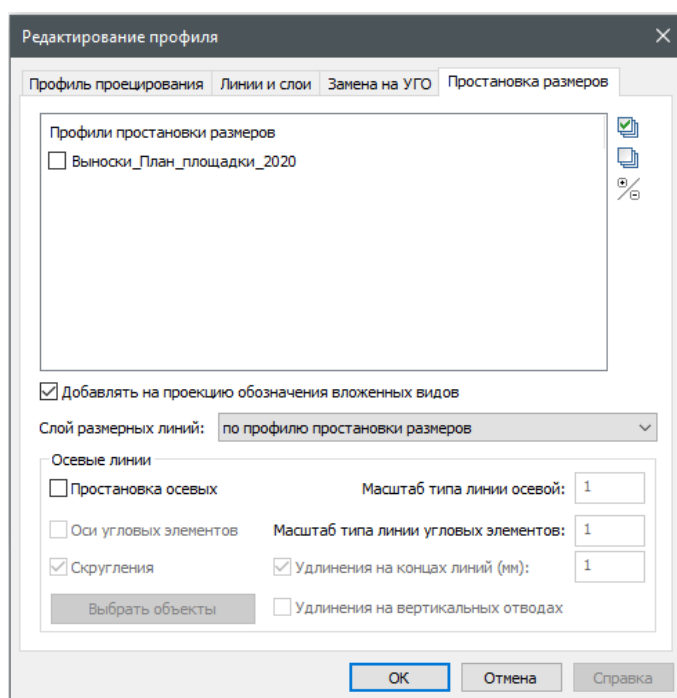 Редактирование профиля
Профиль проецирования Линии и слои Замена на УГО Простановка размеров
Профили простановки размеров
Выноски_План_площадки_2020
Добавлять на проекцию обозначения вложенных видов
Слой размерных линий: по профилю простановки размеров
Осевые линии
Простановка осевых Масштаб типа линии осевой: 1
Оси угловых элементов Масштаб типа линии угловых элементов: 1
Скругления Удлинения на концах линий (мм): 1
Выбрать объекты Удлинения на вертикальных отводах
ОК Отмена Справка